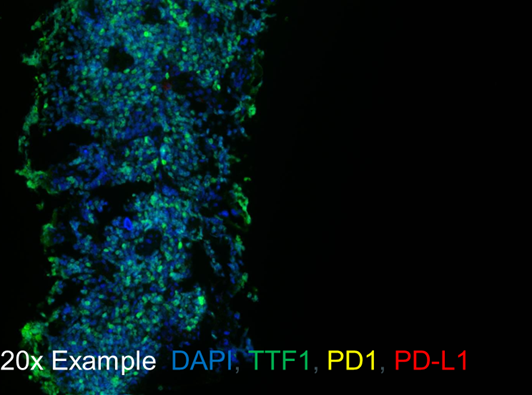 20x Example DAPI, TTF1, PD1, PD-L1